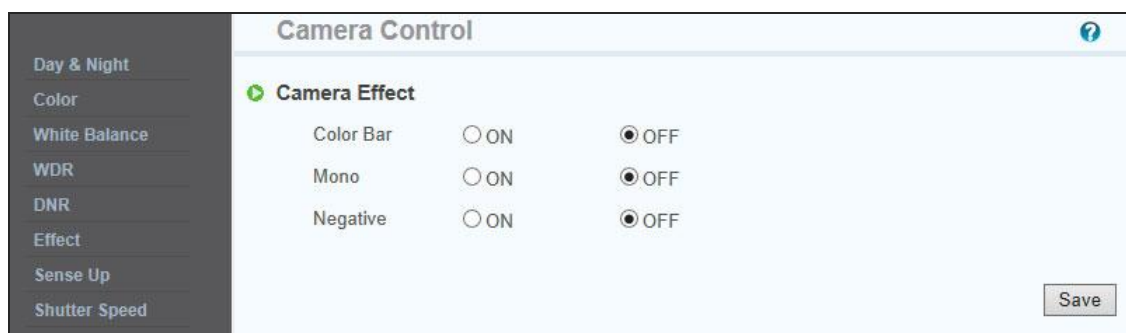 Camera Control
?
Day & Night
Color
White Balance
WDR
DNR
Effect
Sense Up
Shutter Speed
Camera Effect
Color Bar ON OFF
Mono ON OFF
Negative ON OFF
Save